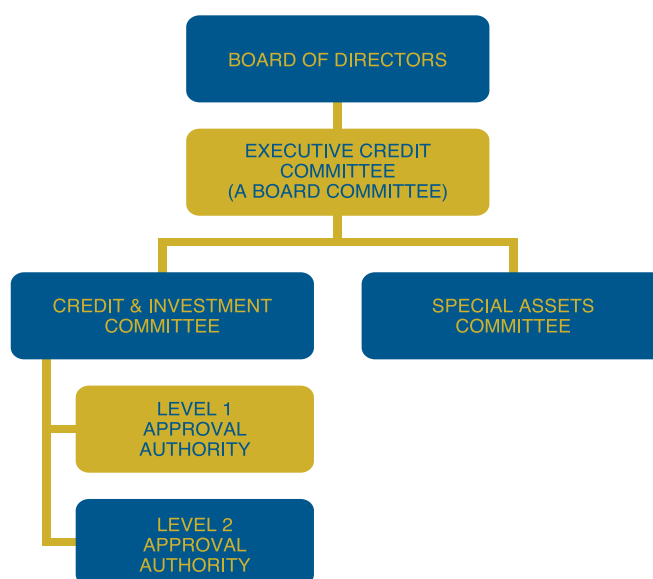 BOARD OF DIRECTORS
EXECUTIVE CREDIT
COMMITTEE
(A BOARD COMMITTEE)
CREDIT & INVESTMENT
COMMITTEE
SPECIAL ASSETS
COMMITTEE
LEVEL 1
APPROVAL
AUTHORITY
LEVEL 2
APPROVAL
AUTHORITY